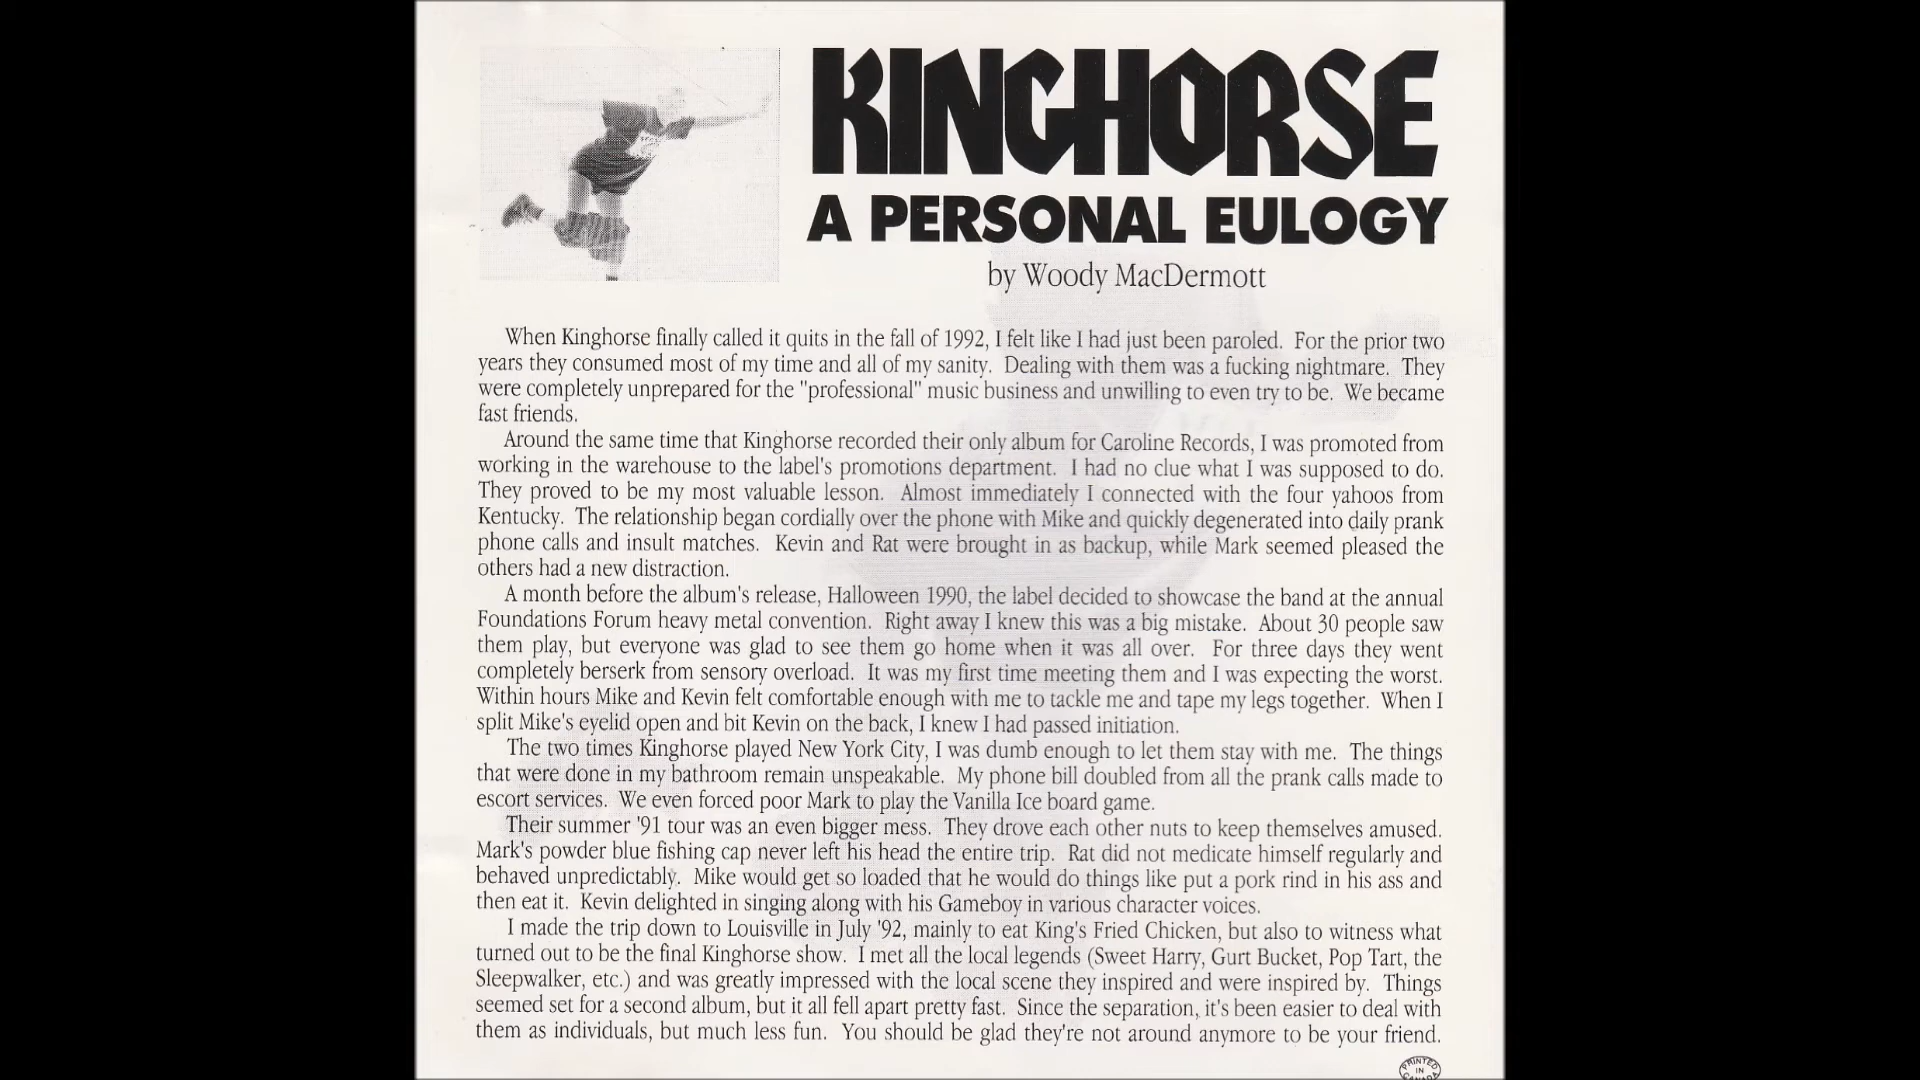 KINGHORSE
A PERSONAL EULOGY
by Woody MacDermott
When Kinghorse finally called it quits in the fall of 1992, I felt like I had just been paroled. For the prior two
years they consumed most of my time and all of my sanity. Dealing with them was a fucking nightmare. They
were completely unprepared for the "professional" music business and unwilling to even try to be. We became
fast friends.
Around the same time that Kinghorse recorded their only album for Caroline Records, I was promoted from
working in the warehouse to the label's promotions department. I had no clue what I was supposed to do.
They proved to be my most valuable lesson. Almost immediately I connected with the four yahoos from
Kentucky. The relationship began cordially over the phone with Mike and quickly degenerated into daily prank
phone calls and insult matches. Kevin and Rat were brought in as backup, while Mark seemed pleased the
others had a new distraction.
A month before the album's release, Halloween 1990, the label decided to showcase the band at the annual
Foundations Forum heavy metal convention. Right away I knew this was a big mistake. About 30 people saw
them play, but everyone was glad to see them go home when it was all over. For three days they went
completely berserk from sensory overload. It was my first time meeting them and I was expecting the worst.
Within hours Mike and Kevin felt comfortable enough with me to tackle me and tape my legs together. When I
split Mike's eyelid open and bit Kevin on the back, I knew I had passed initiation.
The two times Kinghorse played New York City, I was dumb enough to let them stay with me. The things
that were done in my bathroom remain unspeakable. My phone bill doubled from all the prank calls made to
escort services. We even forced poor Mark to play the Vanilla Ice board game.
Their summer '91 tour was an even bigger mess. They drove each other nuts to keep themselves amused.
Mark's powder blue fishing cap never left his head the entire trip. Rat did not medicate himself regularly and
behaved unpredictably. Mike would get so loaded that he would do things like put a pork rind in his ass and
then eat it. Kevin delighted in singing along with his Gameboy in various character voices.
I made the trip down to Louisville in July '92, mainly to eat King's Fried Chicken, but also to witness what
turned out to be the final Kinghorse show. I met all the local legends (Sweet Harry, Gurt Bucket, Pop Tart, the
Sleepwalker, etc.) and was greatly impressed with the local scene they inspired and were inspired by. Things
seemed set for a second album, but it all fell apart pretty fast. Since the separation, it's been easier to deal with
them as individuals, but much less fun. You should be glad they're not around anymore to be your friend.
PRINTED
IN
CANADA